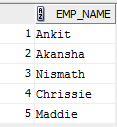 EMP_NAME
1 Ankit
2 Akansha
3 Nismath
4 Chrissie
5 Maddie